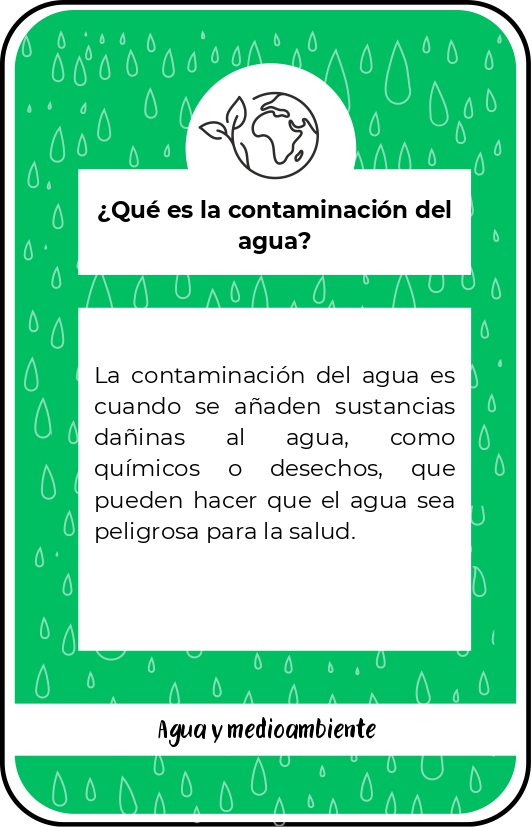 ¿Qué es la contaminación del
agua?
La contaminación del agua es
cuando se añaden sustancias
dañinas al agua, como
químicos o desechos, que
pueden hacer que el agua sea
peligrosa para la salud.
Agua y medioambiente